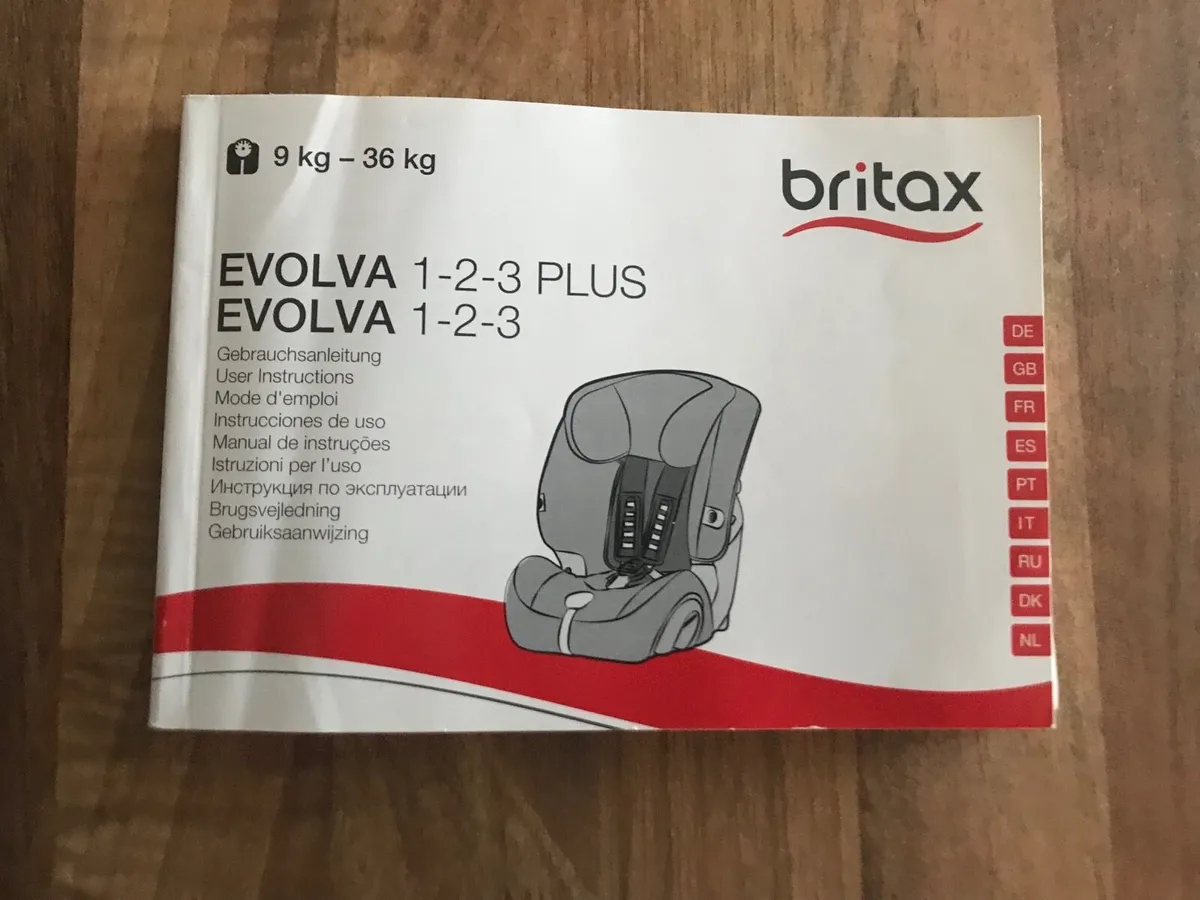 9 kg – 36 kg
britax
EVOLVA 1-2-3 PLUS
EVOLVA 1-2-3
Gebrauchsanleitung
User Instructions
Mode d'emploi
Instrucciones de uso
Manual de instruções
Istruzioni per l'uso
Инструкция по эксплуатации
Brugsvejledning
Gebruiksaanwijzing
DE
GB
FR
ES
PT
IT
RU
DK
NL